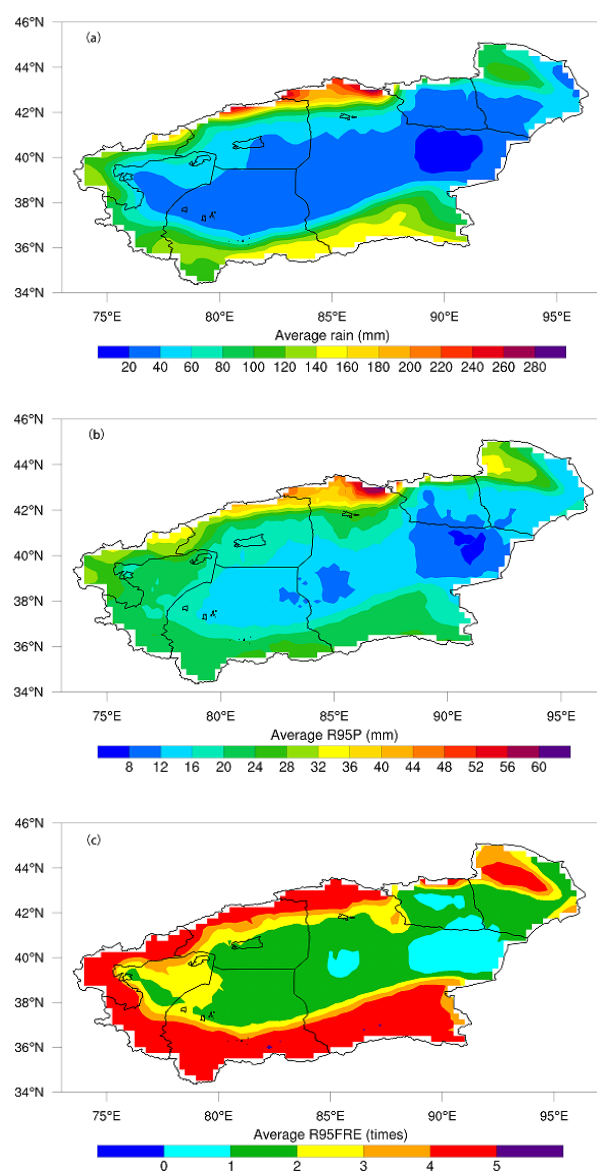 46°N
(a)
44°N
42°N
40°N
38°N
36°N
34°N
75°E 80°E 85°E 90°E 95°E
Average rain (mm)
20 40 60 80 100 120 140 160 180 200 220 240 260 280
46°N
(b)
44°N
42°N
40°N
38°N
36°N
34°N
75°E 80°E 85°E 90°E 95°E
Average R95P (mm)
8 12 16 20 24 28 32 36 40 44 48 52 56 60
46°N
(c)
44°N
42°N
40°N
38°N
36°N
34°N
75°E 80°E 85°E 90°E 95°E
Average R95FRE (times)
0 1 2 3 4 5